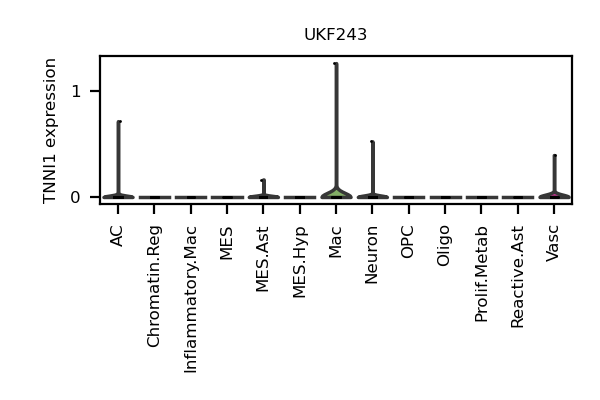 UKF243
TNNI1 expression
1
0
AC
Chromatin.Reg
Inflammatory.Mac
MES
MES.Ast
MES.Hyp
Mac
Neuron
OPC
Oligo
Prolif.Metab
Reactive.Ast
Vasc